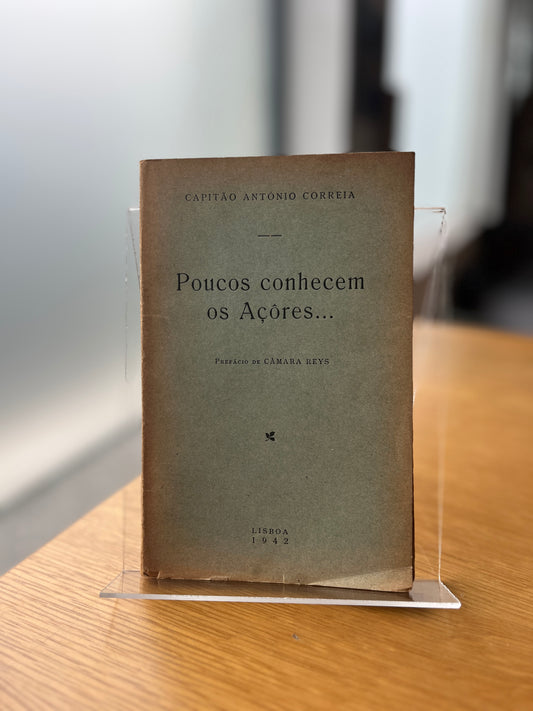 CAPITÃO ANTÓNIO CORREIA
Poucos conhecem
os Açôres...
PREFÁCIO DE CÂMARA REYS
LISBOA
1942